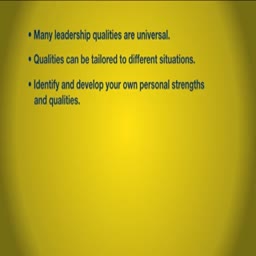 • Many leadership qualities are universal.
• Qualities can be tailored to different situations.
• Identify and develop your own personal strengths
and qualities.